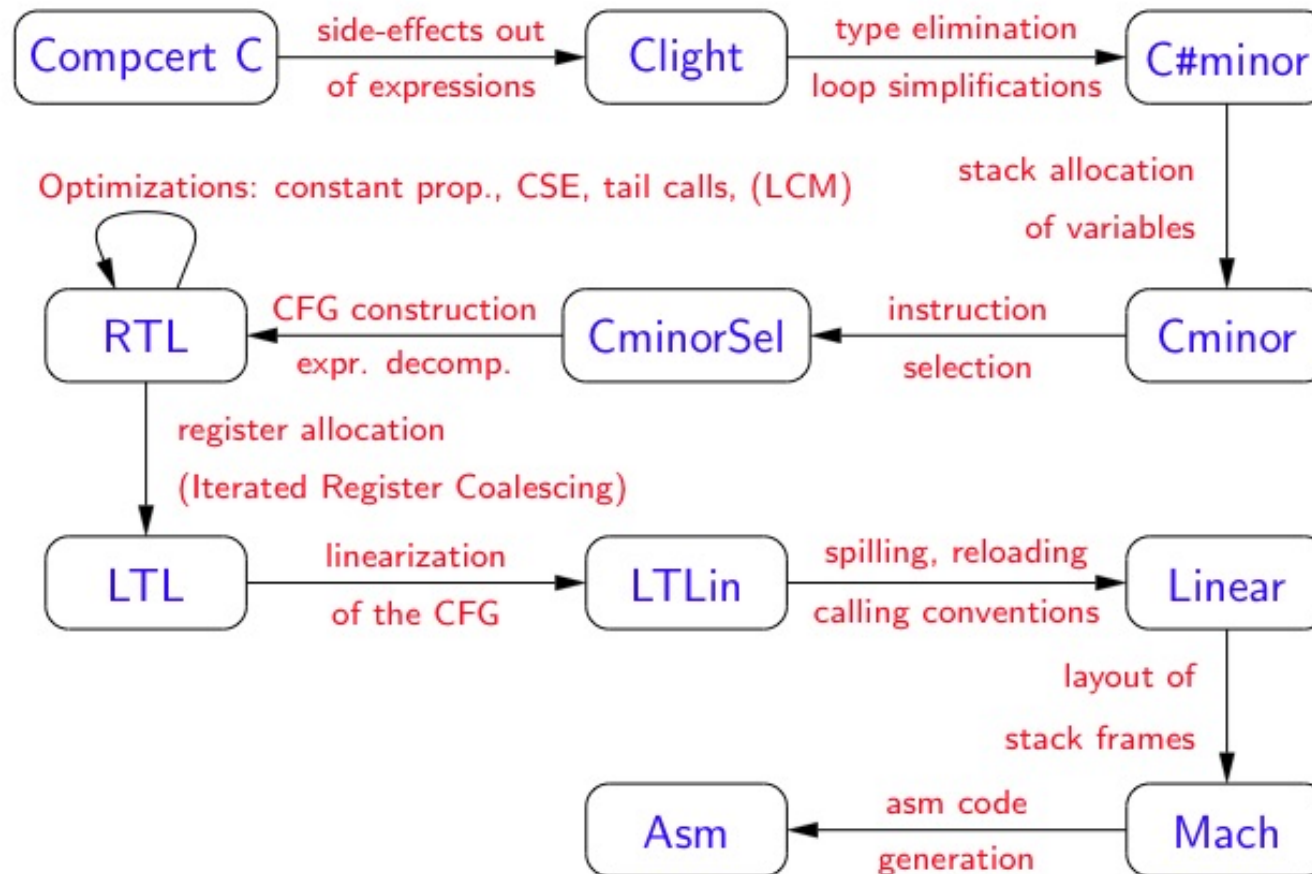 Compcert C
side-effects out
of expressions
Clight
type elimination
loop simplifications
C#minor
stack allocation
of variables
Optimizations: constant prop., CSE, tail calls, (LCM)
RTL
CFG construction
expr. decomp.
CminorSel
instruction
selection
Cminor
register allocation
(Iterated Register Coalescing)
LTL
linearization
of the CFG
LTLin
spilling, reloading
calling conventions
Linear
layout of
stack frames
Asm
asm code
generation
Mach